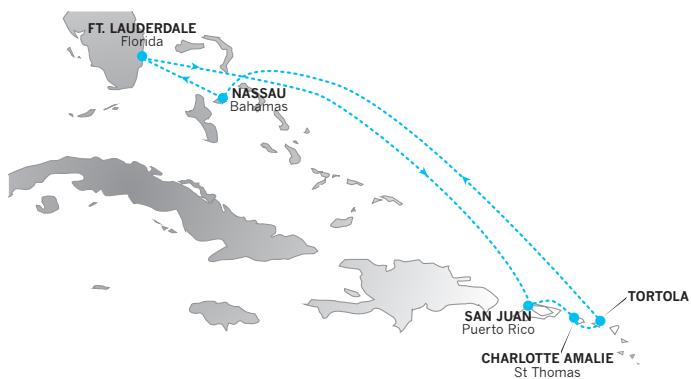 FT. LAUDERDALE
Florida
NASSAU
Bahamas
TORTOLA
SAN JUAN
Puerto Rico
CHARLOTTE AMALIE
St Thomas